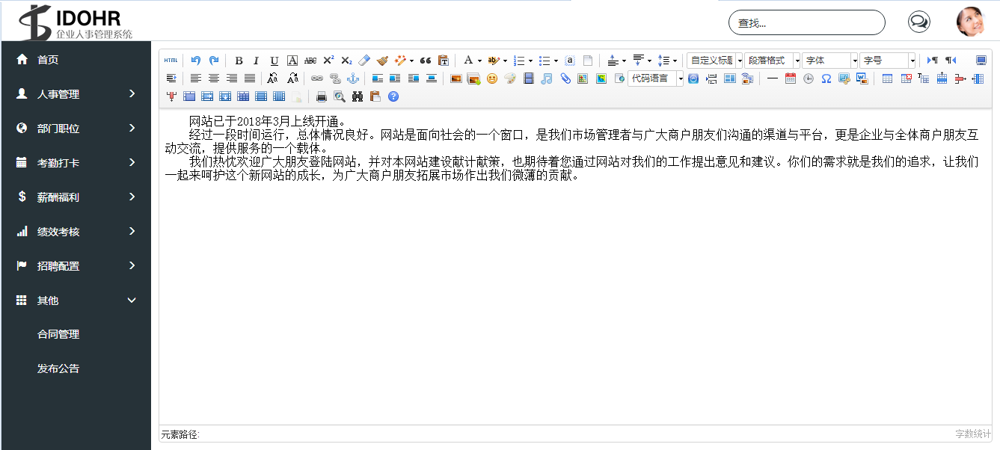 IDOHR
企业人事管理系统
查找...
首页
人事管理
部门职位
考勤打卡
薪酬福利
绩效考核
招聘配置
其他
合同管理
发布公告
HTML
自定义标题
段落格式
字体
字号
代码语言
网站已于2018年3月上线开通。
经过一段时间运行，总体情况良好。网站是面向社会的一个窗口，是我们市场管理者与广大商户朋友们沟通的渠道与平台，更是企业与全体商户朋友互
动交流，提供服务的一个载体。
我们热忱欢迎广大朋友登陆网站，并对本网站建设献计献策，也期待着您通过网站对我们的工作提出意见和建议。你们的需求就是我们的追求，让我们
一起来呵护这个新网站的成长，为广大商户朋友拓展市场作出我们微薄的贡献。
元素路径:
字数统计